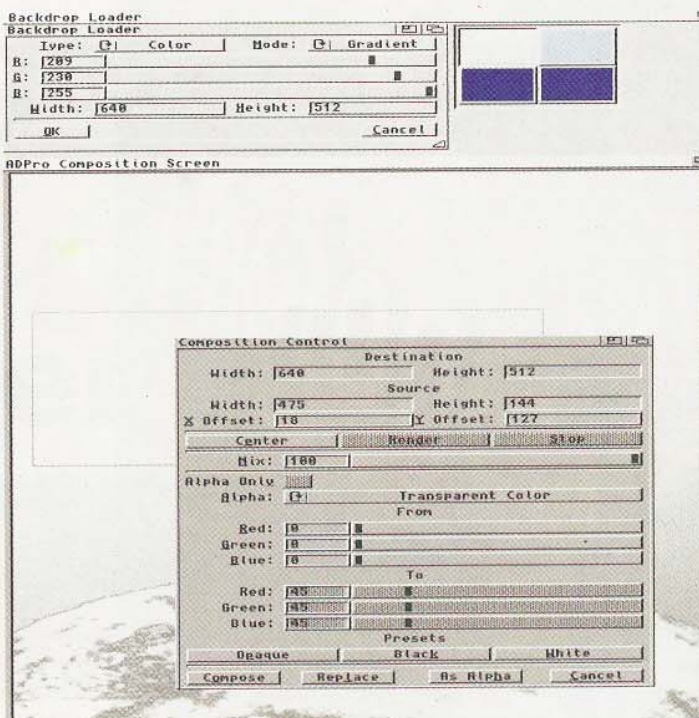 Backdrop Loader
Backdrop Loader
Type: Color Mode: Gradient
R: 209
G: 230
B: 255
Width: 640 Height: 512
OK Cancel
ADPro Composition Screen
Composition Control
Destination
Width: 640 Height: 512
Source
Width: 475 Height: 144
X Offset: 18 Y Offset: 127
Center Render Stop
Mix: 100
Alpha Only
Alpha: Transparent Color
From
Red: 0
Green: 0
Blue: 0
To
Red: 45
Green: 45
Blue: 45
Presets
Opaque Black White
Compose Replace As Alpha Cancel